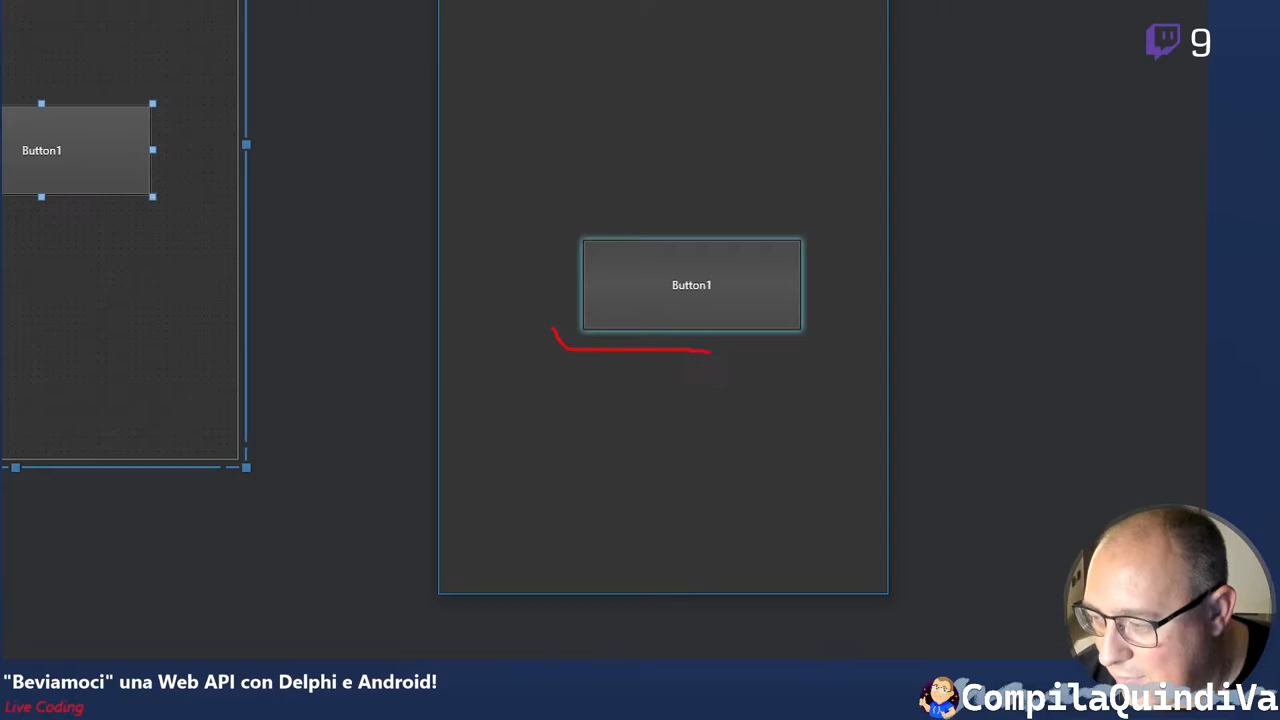 9
Button1
Button1
"Beviamoci" una Web API con Delphi e Android!
Live Coding
CompilaQuindiVa